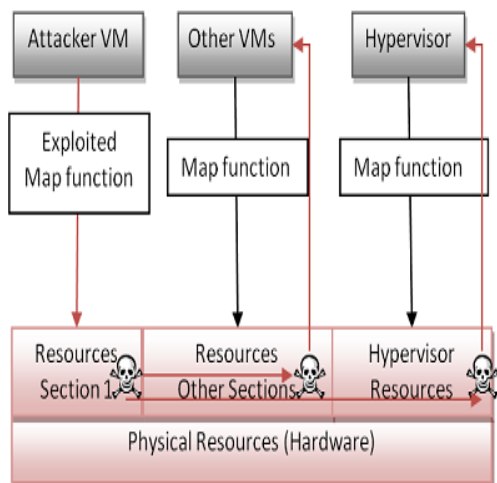 Attacker VM
Other VMs
Hypervisor
Exploited
Map function
Map function
Map function
Resources
Section 1
Resources
Other Sections
Hypervisor
Resources
Physical Resources (Hardware)